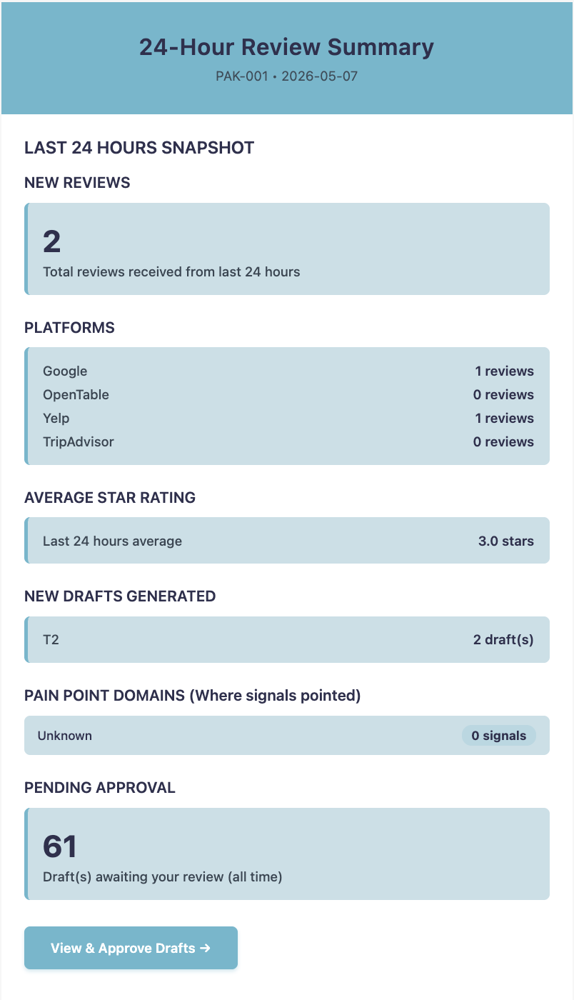 24-Hour Review Summary
PAK-001 • 2026-05-07
LAST 24 HOURS SNAPSHOT
NEW REVIEWS
2
Total reviews received from last 24 hours
PLATFORMS
Google 1 reviews
OpenTable 0 reviews
Yelp 1 reviews
TripAdvisor 0 reviews
AVERAGE STAR RATING
Last 24 hours average 3.0 stars
NEW DRAFTS GENERATED
T2 2 draft(s)
PAIN POINT DOMAINS (Where signals pointed)
Unknown 0 signals
PENDING APPROVAL
61
Draft(s) awaiting your review (all time)
View & Approve Drafts →